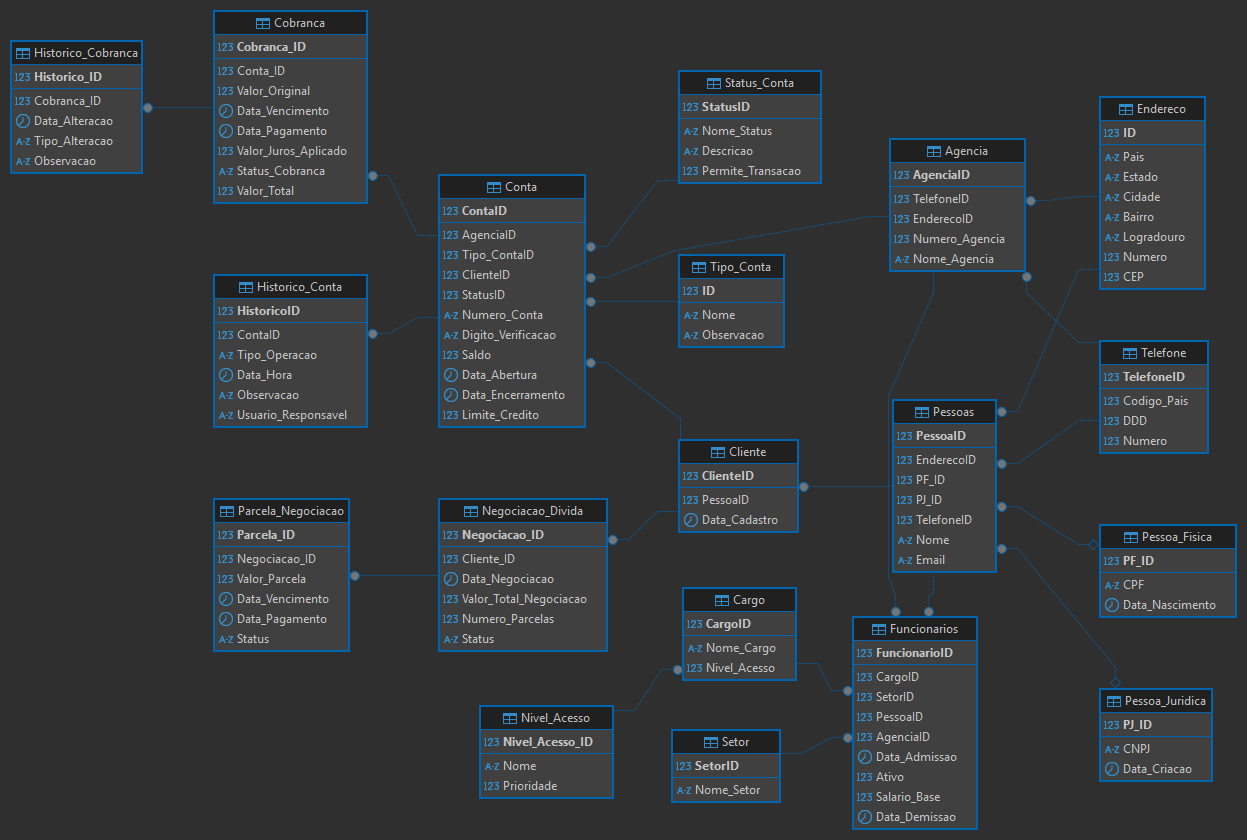 Cobranca
123 Cobranca_ID
123 Conta_ID
123 Valor_Original
Data_Vencimento
Data_Pagamento
123 Valor_Juros_Aplicado
A-Z Status_Cobranca
123 Valor_Total
Historico_Cobranca
123 Historico_ID
123 Cobranca_ID
Data_Alteracao
A-Z Tipo_Alteracao
A-Z Observacao
Status_Conta
123 StatusID
A-Z Nome_Status
A-Z Descricao
123 Permite_Transacao
Endereco
123 ID
A-Z Pais
A-Z Estado
A-Z Cidade
A-Z Bairro
A-Z Logradouro
123 Numero
123 CEP
Agencia
123 AgenciaID
123 TelefoneID
123 EnderecoID
123 Numero_Agencia
A-Z Nome_Agencia
Conta
123 ContaID
123 AgenciaID
123 Tipo_ContaID
123 ClienteID
123 StatusID
A-Z Numero_Conta
A-Z Digito_Verificacao
123 Saldo
Data_Abertura
Data_Encerramento
123 Limite_Credito
Tipo_Conta
123 ID
A-Z Nome
A-Z Observacao
Historico_Conta
123 HistoricoID
123 ContaID
A-Z Tipo_Operacao
Data_Hora
A-Z Observacao
A-Z Usuario_Responsavel
Telefone
123 TelefoneID
123 Codigo_Pais
123 DDD
123 Numero
Pessoas
123 PessoaID
123 EnderecoID
123 PF_ID
123 PJ_ID
123 TelefoneID
A-Z Nome
A-Z Email
Cliente
123 ClienteID
123 PessoaID
Data_Cadastro
Parcela_Negociacao
123 Parcela_ID
123 Negociacao_ID
123 Valor_Parcela
Data_Vencimento
Data_Pagamento
A-Z Status
Negociacao_Divida
123 Negociacao_ID
123 Cliente_ID
Data_Negociacao
123 Valor_Total_Negociacao
123 Numero_Parcelas
A-Z Status
Pessoa_Fisica
123 PF_ID
A-Z CPF
Data_Nascimento
Cargo
123 CargoID
A-Z Nome_Cargo
123 Nivel_Acesso
Funcionarios
123 FuncionarioID
123 CargoID
123 SetorID
123 PessoaID
123 AgenciaID
Data_Admissao
123 Ativo
123 Salario_Base
Data_Demissao
Pessoa_Juridica
123 PJ_ID
A-Z CNPJ
Data_Criacao
Nivel_Acesso
123 Nivel_Acesso_ID
A-Z Nome
123 Prioridade
Setor
123 SetorID
A-Z Nome_Setor